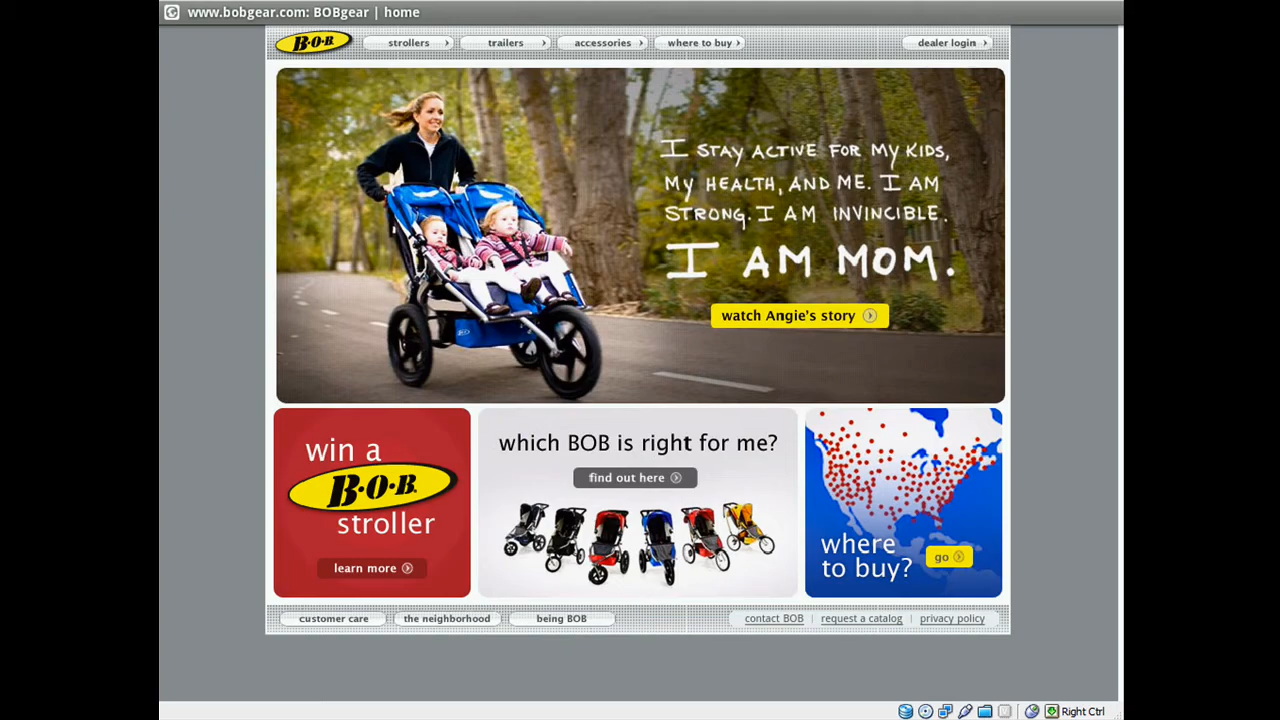 www.bobgear.com: BOBgear | home
B·O·B
strollers
trailers
accessories
where to buy
dealer login
I STAY ACTIVE FOR MY KIDS,
MY HEALTH, AND ME. I AM
STRONG. I AM INVINCIBLE.
I AM MOM.
watch Angie's story
win a
B·O·B
stroller
learn more
which BOB is right for me?
find out here
where
to buy?
go
customer care
the neighborhood
being BOB
contact BOB | request a catalog | privacy policy
Right Ctrl